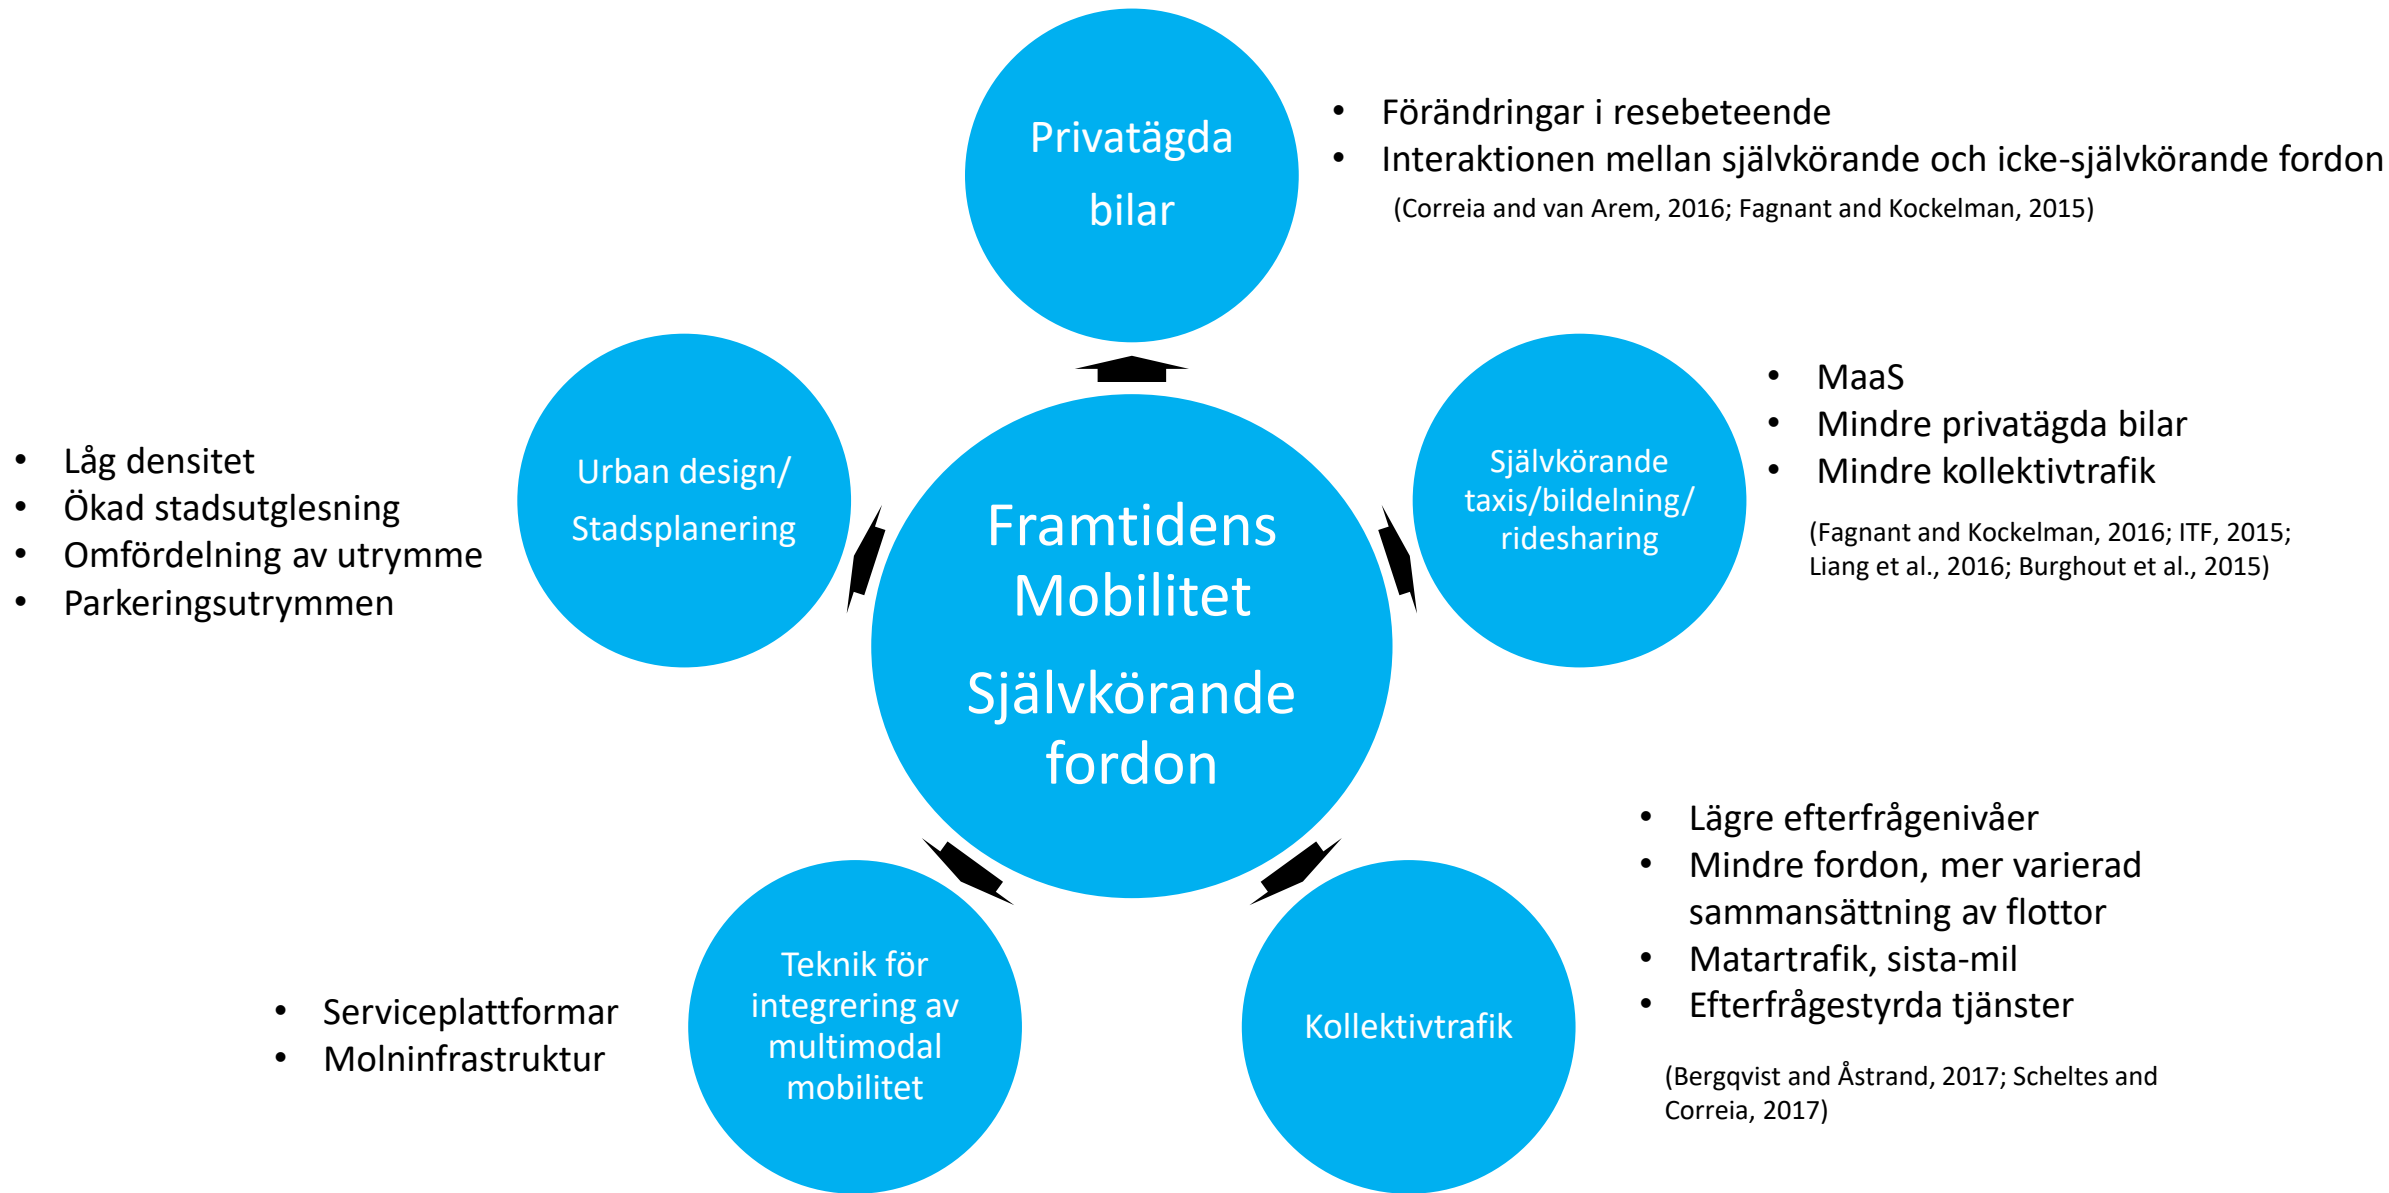 Privatägda
bilar
• Förändringar i resebeteende
• Interaktionen mellan självkörande och icke-självkörande fordon
(Correia and van Arem, 2016; Fagnant and Kockelman, 2015)
Självkörande
taxis/bildelning/
ridesharing
• MaaS
• Mindre privatägda bilar
• Mindre kollektivtrafik
(Fagnant and Kockelman, 2016; ITF, 2015;
Liang et al., 2016; Burghout et al., 2015)
Urban design/
Stadsplanering
• Låg densitet
• Ökad stadsutglesning
• Omfördelning av utrymme
• Parkeringsutrymmen
Framtidens
Mobilitet
Självkörande
fordon
Kollektivtrafik
• Lägre efterfrågenivåer
• Mindre fordon, mer varierad
sammansättning av flottor
• Matartrafik, sista-mil
• Efterfrågestyrda tjänster
(Bergqvist and Åstrand, 2017; Scheltes and
Correia, 2017)
Teknik för
integrering av
multimodal
mobilitet
• Serviceplattformar
• Molninfrastruktur